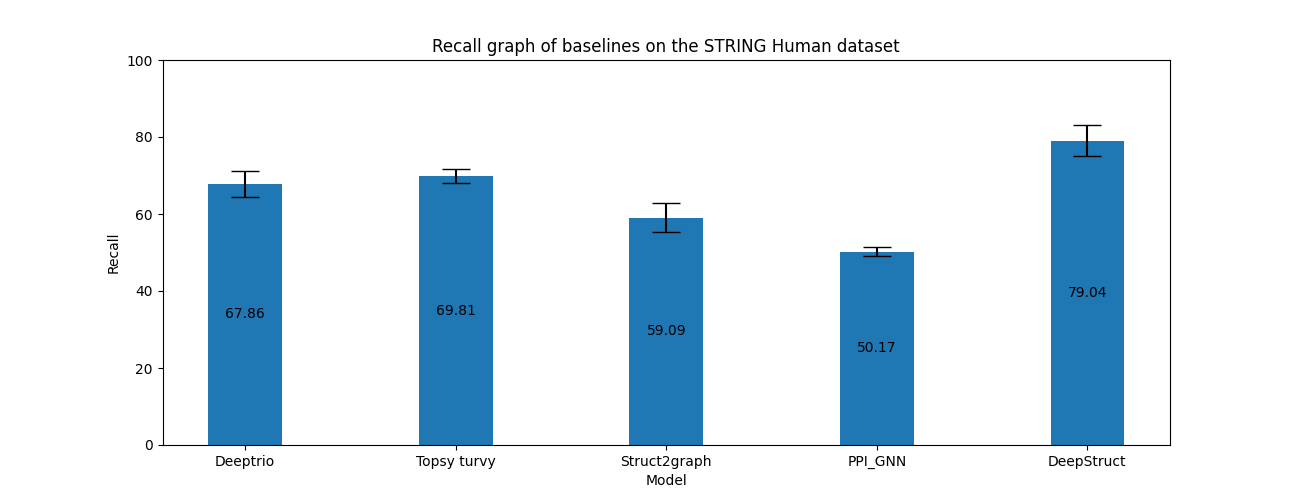 Recall graph of baselines on the STRING Human dataset
100
80
60
40
20
0
Recall
67.86
69.81
59.09
50.17
79.04
Deeptrio
Topsy turvy
Struct2graph
PPI_GNN
DeepStruct
Model